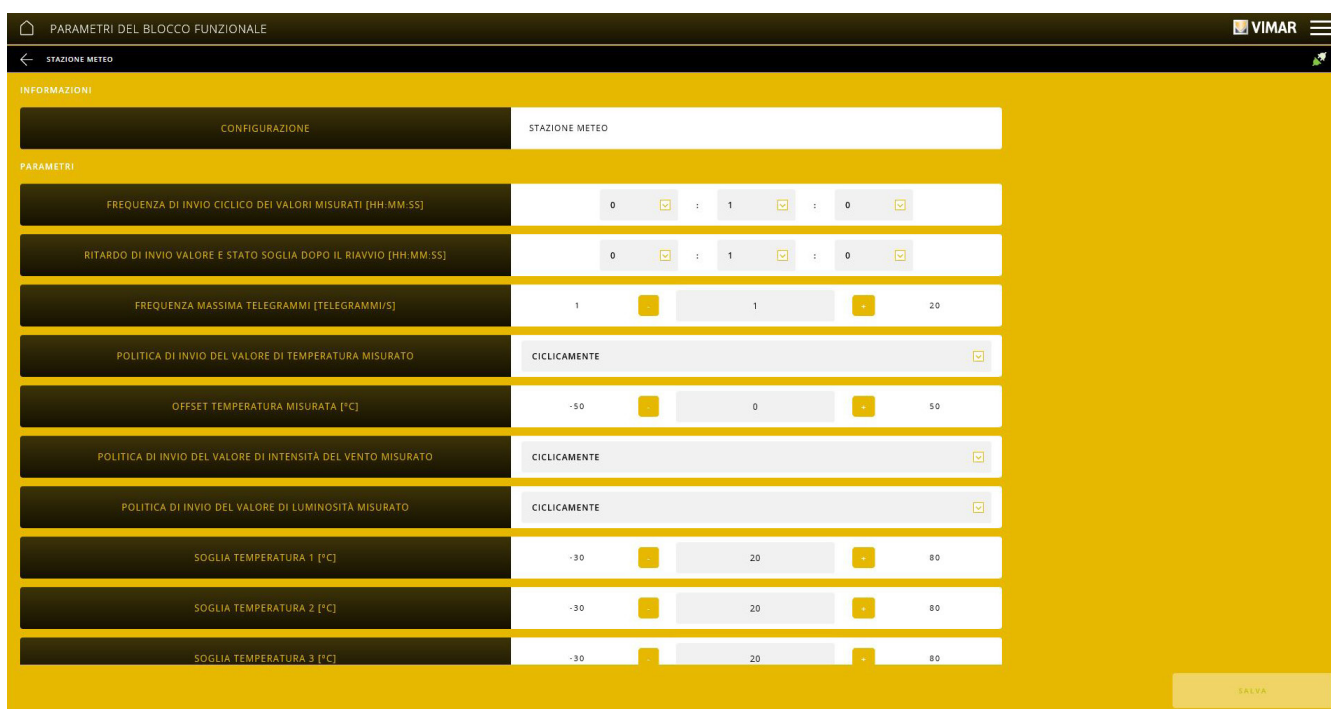 PARAMETRI DEL BLOCCO FUNZIONALE VIMAR
STAZIONE METEO
INFORMAZIONI
CONFIGURAZIONE STAZIONE METEO
PARAMETRI
FREQUENZA DI INVIO CICLICO DEI VALORI MISURATI [HH:MM:SS] 0 : 1 : 0
RITARDO DI INVIO VALORE E STATO SOGLIA DOPO IL RIAVVIO [HH:MM:SS] 0 : 1 : 0
FREQUENZA MASSIMA TELEGRAMMI [TELEGRAMMI/S] 1 - 1 + 20
POLITICA DI INVIO DEL VALORE DI TEMPERATURA MISURATO CICLICAMENTE
OFFSET TEMPERATURA MISURATA [°C] -50 - 0 + 50
POLITICA DI INVIO DEL VALORE DI INTENSITÀ DEL VENTO MISURATO CICLICAMENTE
POLITICA DI INVIO DEL VALORE DI LUMINOSITÀ MISURATO CICLICAMENTE
SOGLIA TEMPERATURA 1 [°C] -30 - 20 + 80
SOGLIA TEMPERATURA 2 [°C] -30 - 20 + 80
SOGLIA TEMPERATURA 3 [°C] -30 - 20 + 80
SALVA